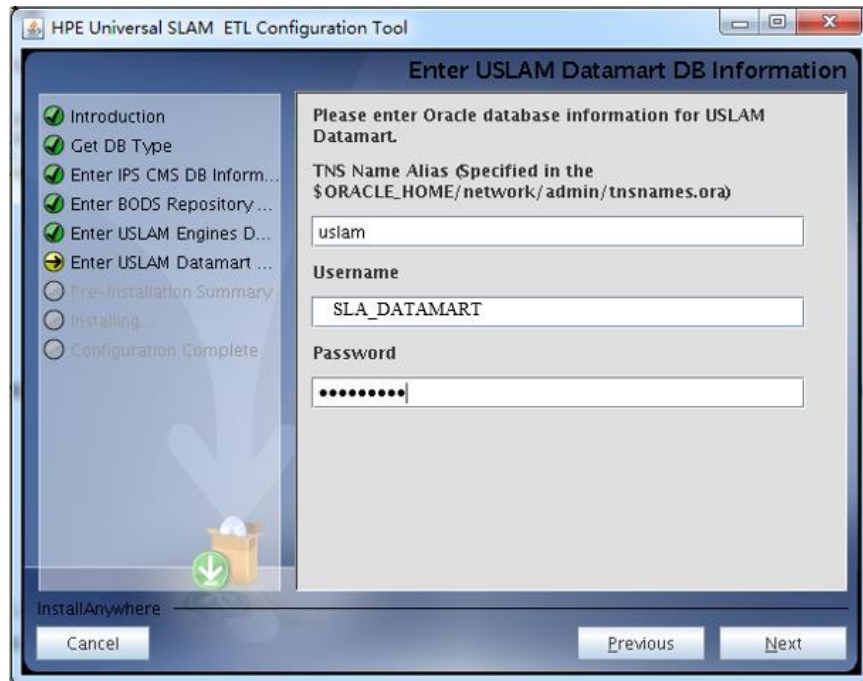 HPE Universal SLAM ETL Configuration Tool
Enter USLAM Datamart DB Information
Introduction
Get DB Type
Enter IPS CMS DB Inform...
Enter BODS Repository ...
Enter USLAM Engines D...
Enter USLAM Datamart ...
Pre-Installation Summary
Installing...
Configuration Complete
Please enter Oracle database information for USLAM
Datamart.
TNS Name Alias (Specified in the
$ORACLE_HOME/network/admin/tnsnames.ora)
uslam
Username
SLA_DATAMART
Password
•••••••••
InstallAnywhere
Cancel
Previous
Next